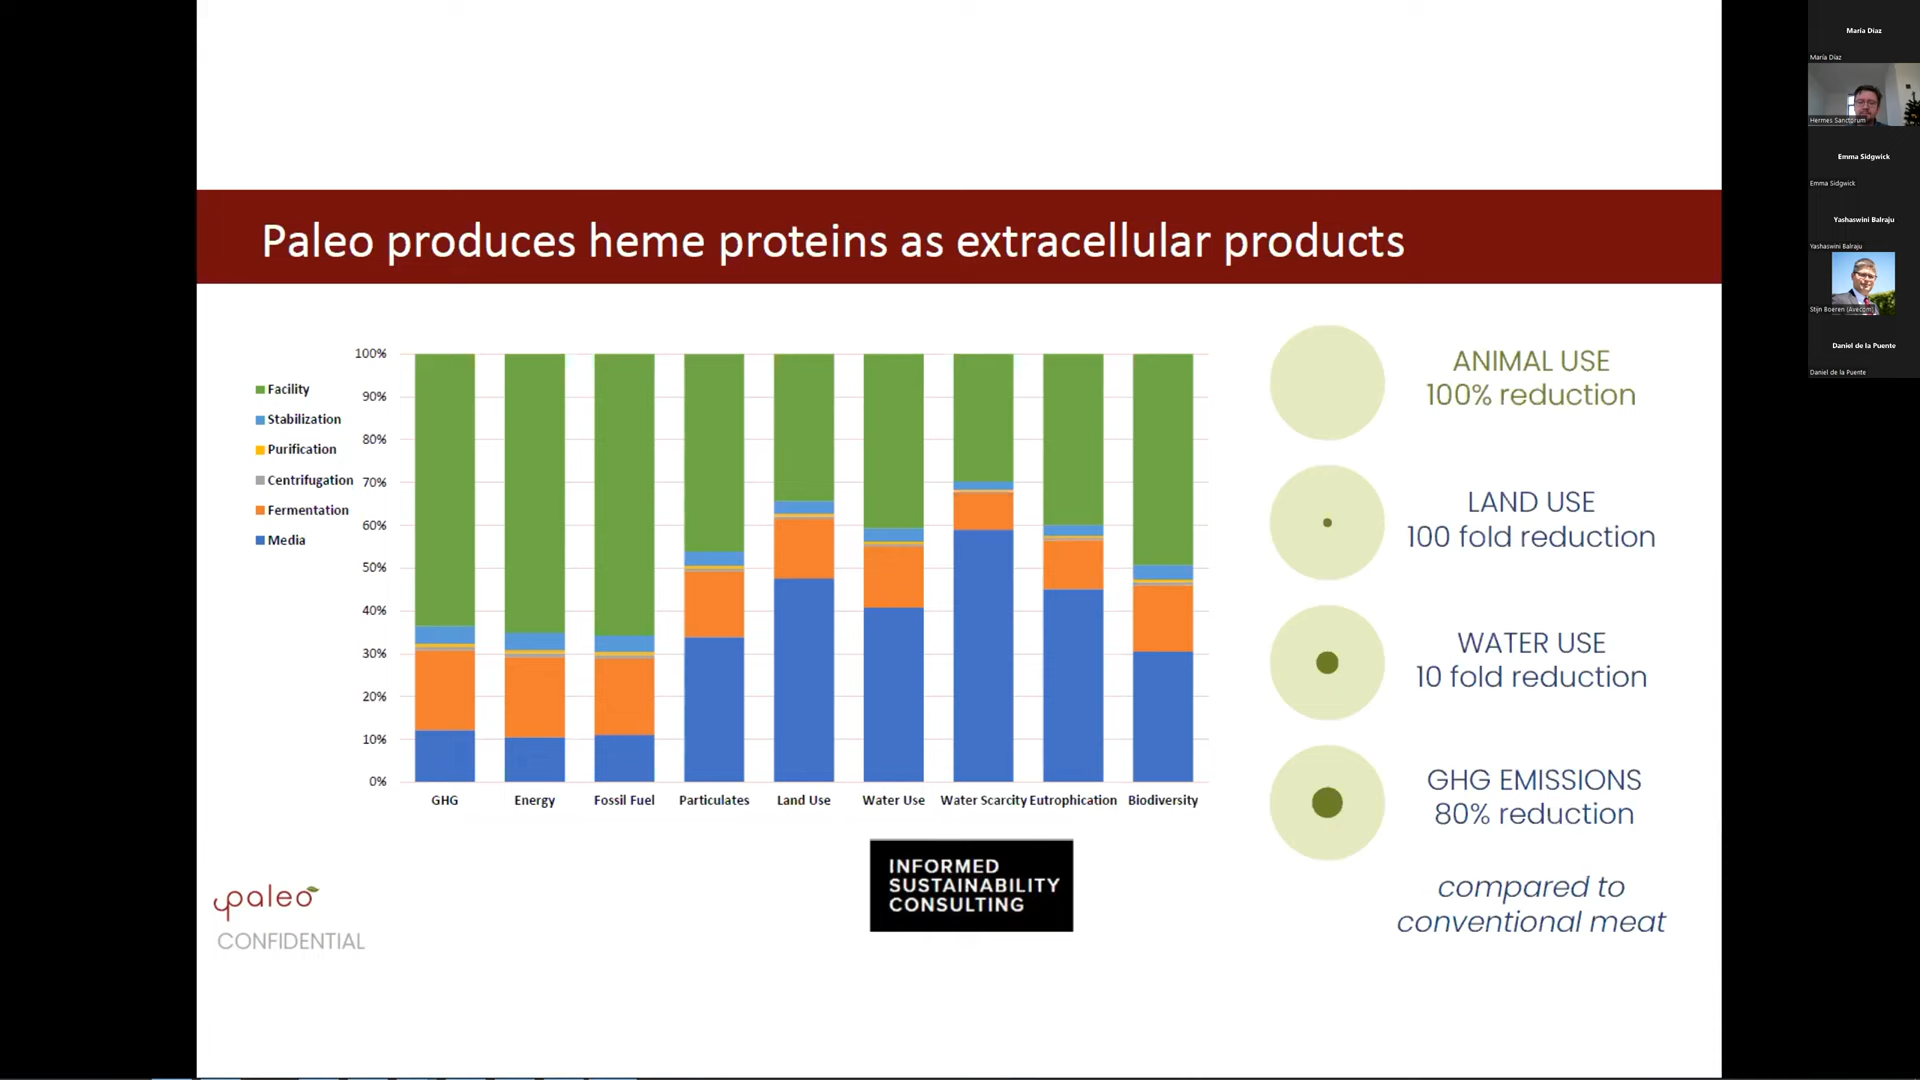 Paleo produces heme proteins as extracellular products
Facility
Stabilization
Purification
Centrifugation
Fermentation
Media
100%
90%
80%
70%
60%
50%
40%
30%
20%
10%
0%
GHG
Energy
Fossil Fuel
Particulates
Land Use
Water Use
Water Scarcity
Eutrophication
Biodiversity
INFORMED
SUSTAINABILITY
CONSULTING
paleo
CONFIDENTIAL
ANIMAL USE
100% reduction
LAND USE
100 fold reduction
WATER USE
10 fold reduction
GHG EMISSIONS
80% reduction
compared to
conventional meat
María Díaz
María Díaz
Hermes Sanctorum
Emma Sidgwick
Emma Sidgwick
Yashaswini Balraju
Yashaswini Balraju
Stijn Boeren (Avecom)
Daniel de la Puente
Daniel de la Puente